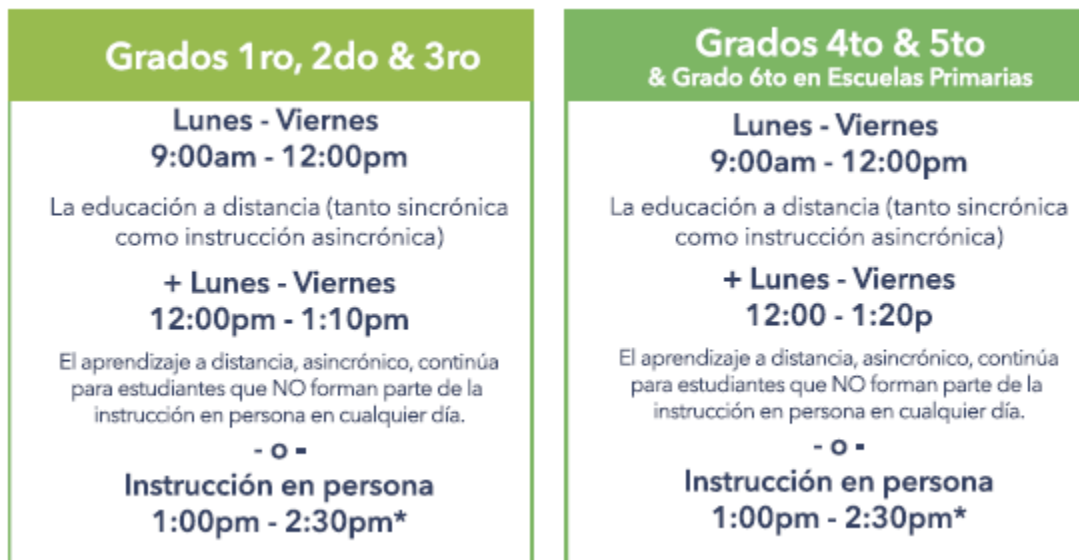 Grados 1ro, 2do & 3ro
Lunes - Viernes
9:00am - 12:00pm
La educación a distancia (tanto sincrónica
como instrucción asincrónica)
+ Lunes - Viernes
12:00pm - 1:10pm
El aprendizaje a distancia, asincrónico, continúa
para estudiantes que NO forman parte de la
instrucción en persona en cualquier día.
- o -
Instrucción en persona
1:00pm - 2:30pm*
Grados 4to & 5to
& Grado 6to en Escuelas Primarias
Lunes - Viernes
9:00am - 12:00pm
La educación a distancia (tanto sincrónica
como instrucción asincrónica)
+ Lunes - Viernes
12:00 - 1:20p
El aprendizaje a distancia, asincrónico, continúa
para estudiantes que NO forman parte de la
instrucción en persona en cualquier día.
- o -
Instrucción en persona
1:00pm - 2:30pm*